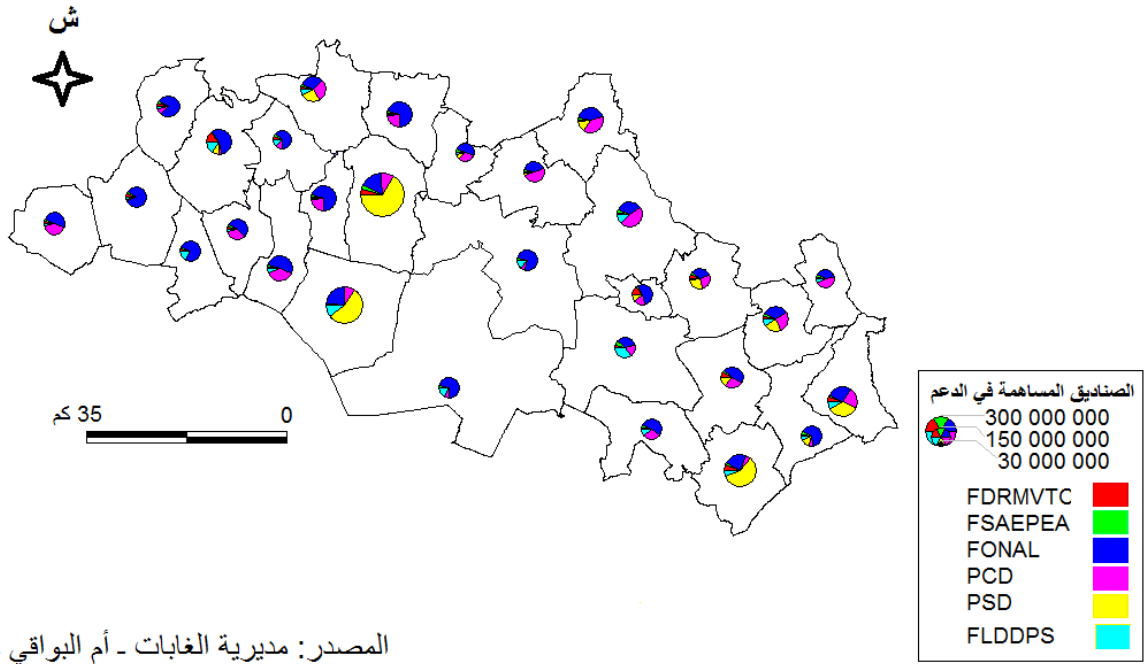 ش
35 كم
0
الصناديق المساهمة في الدعم
300 000 000
150 000 000
30 000 000
FDRMVTC
FSAEPEA
FONAL
PCD
PSD
FLDDPS
المصدر: مديرية الغابات ـ أم البواقي